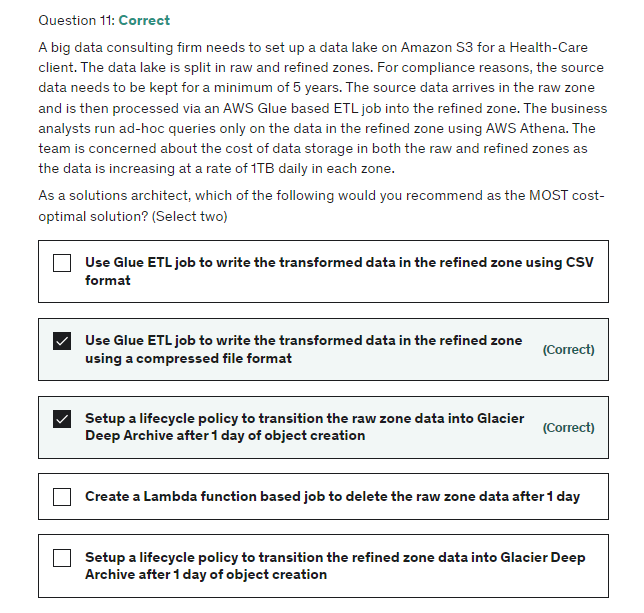 Question 11: Correct
A big data consulting firm needs to set up a data lake on Amazon S3 for a Health-Care
client. The data lake is split in raw and refined zones. For compliance reasons, the source
data needs to be kept for a minimum of 5 years. The source data arrives in the raw zone
and is then processed via an AWS Glue based ETL job into the refined zone. The business
analysts run ad-hoc queries only on the data in the refined zone using AWS Athena. The
team is concerned about the cost of data storage in both the raw and refined zones as
the data is increasing at a rate of 1TB daily in each zone.
As a solutions architect, which of the following would you recommend as the MOST cost-
optimal solution? (Select two)
Use Glue ETL job to write the transformed data in the refined zone using CSV
format
Use Glue ETL job to write the transformed data in the refined zone
using a compressed file format
(Correct)
Setup a lifecycle policy to transition the raw zone data into Glacier
Deep Archive after 1 day of object creation
(Correct)
Create a Lambda function based job to delete the raw zone data after 1 day
Setup a lifecycle policy to transition the refined zone data into Glacier Deep
Archive after 1 day of object creation